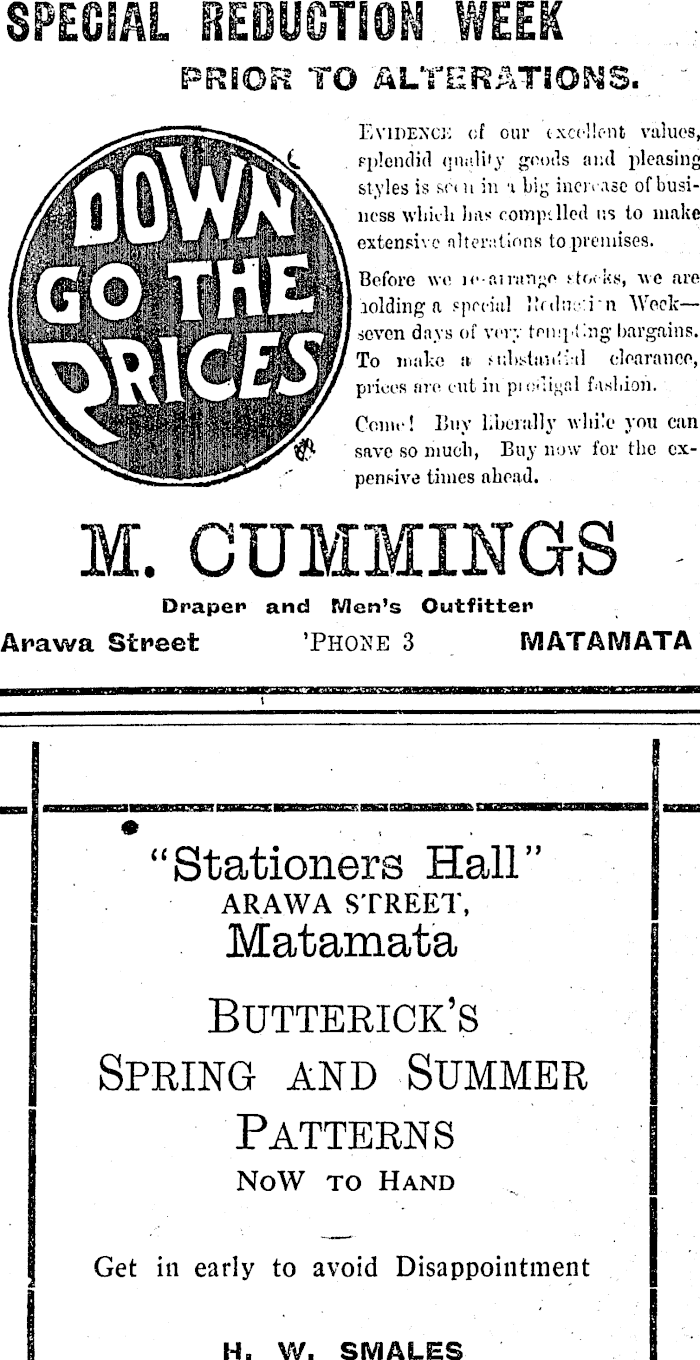 SPECIAL REDUCTION WEEK
PRIOR TO ALTERATIONS.
DOWN
GO THE
PRICES
EVIDENCE of our excellent values,
splendid quality goods and pleasing
styles is seen in a big increase of busi-
ness which has compelled us to make
extensive alterations to premises.
Before we re-arrange stocks, we are
holding a special Reduction Week—
seven days of very tempting bargains.
To make a substantial clearance,
prices are cut in prodigal fashion.
Come! Buy liberally while you can
save so much, Buy now for the ex-
pensive times ahead.
M. CUMMINGS
Draper and Men's Outfitter
Arawa Street 'PHONE 3 MATAMATA
"Stationers Hall"
ARAWA STREET,
Matamata
BUTTERICK'S
SPRING AND SUMMER
PATTERNS
NOW TO HAND
Get in early to avoid Disappointment
H. W. SMALES